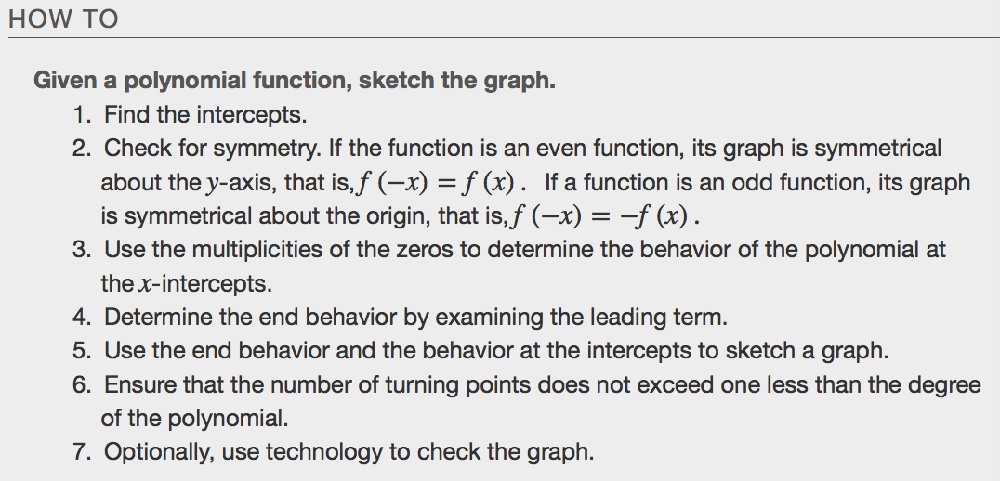 HOW TO
Given a polynomial function, sketch the graph.
1. Find the intercepts.
2. Check for symmetry. If the function is an even function, its graph is symmetrical
about the y-axis, that is, f (−x) = f (x) . If a function is an odd function, its graph
is symmetrical about the origin, that is, f (−x) = −f (x) .
3. Use the multiplicities of the zeros to determine the behavior of the polynomial at
the x-intercepts.
4. Determine the end behavior by examining the leading term.
5. Use the end behavior and the behavior at the intercepts to sketch a graph.
6. Ensure that the number of turning points does not exceed one less than the degree
of the polynomial.
7. Optionally, use technology to check the graph.